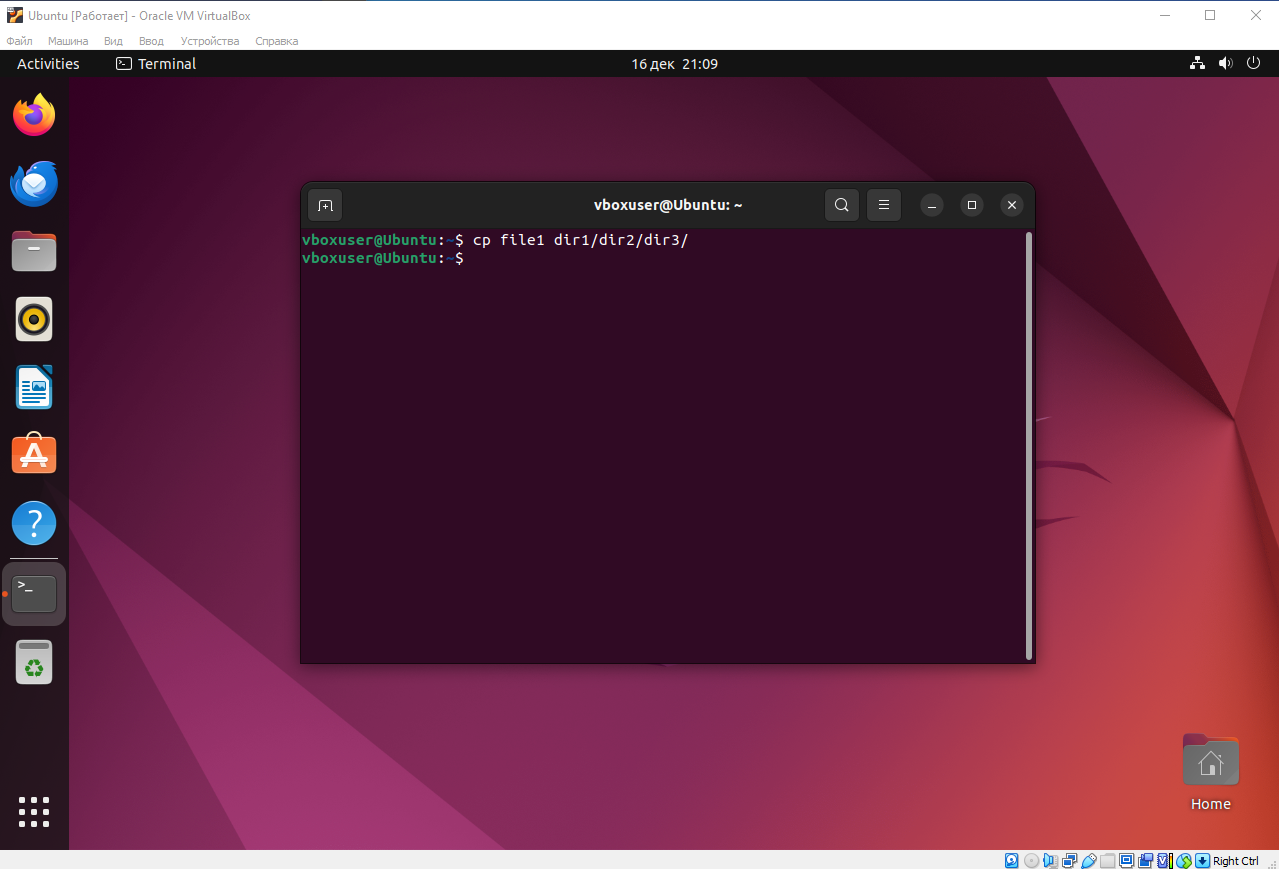 Ubuntu [Работает] - Oracle VM VirtualBox
Файл Машина Вид Ввод Устройства Справка
Activities Terminal 16 дек 21:09
vboxuser@Ubuntu: ~
vboxuser@Ubuntu:~$ cp file1 dir1/dir2/dir3/
vboxuser@Ubuntu:~$
Home
Right Ctrl